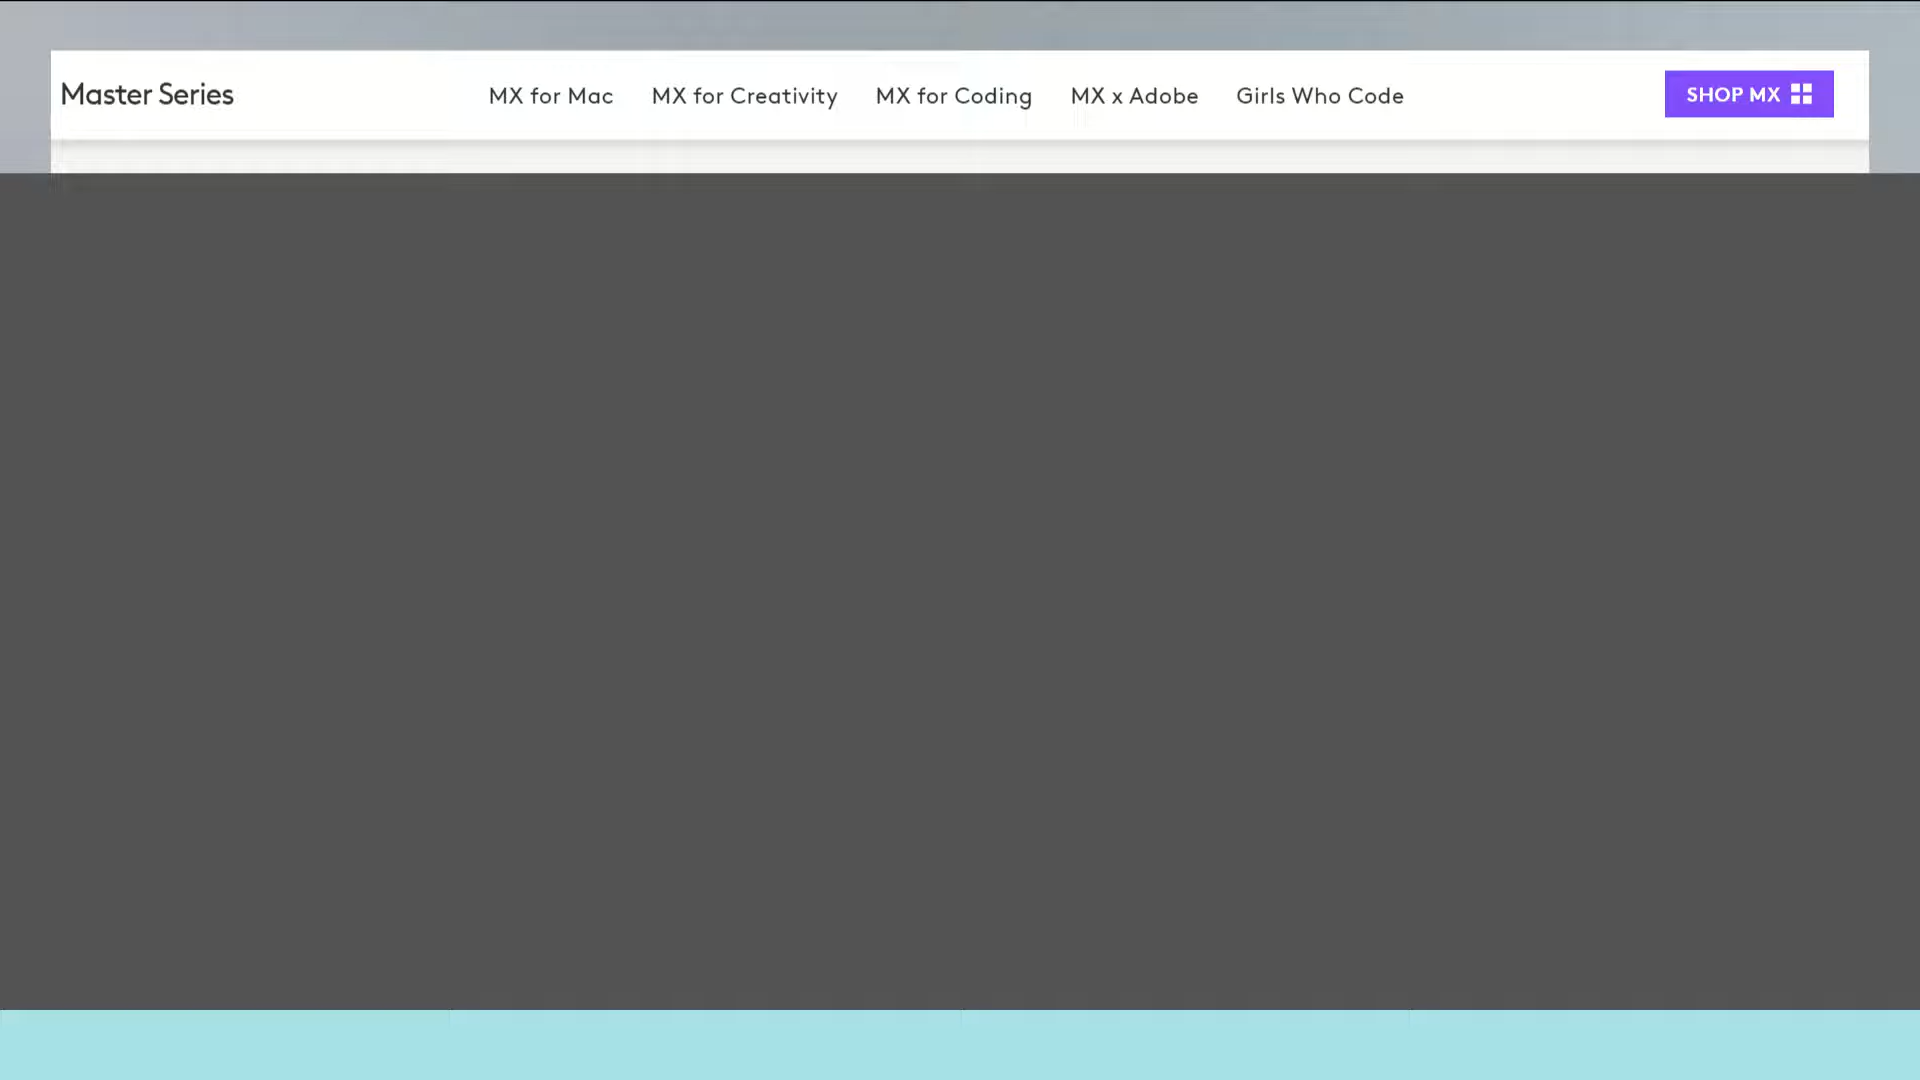 Master Series
MX for Mac
MX for Creativity
MX for Coding
MX x Adobe
Girls Who Code
SHOP MX